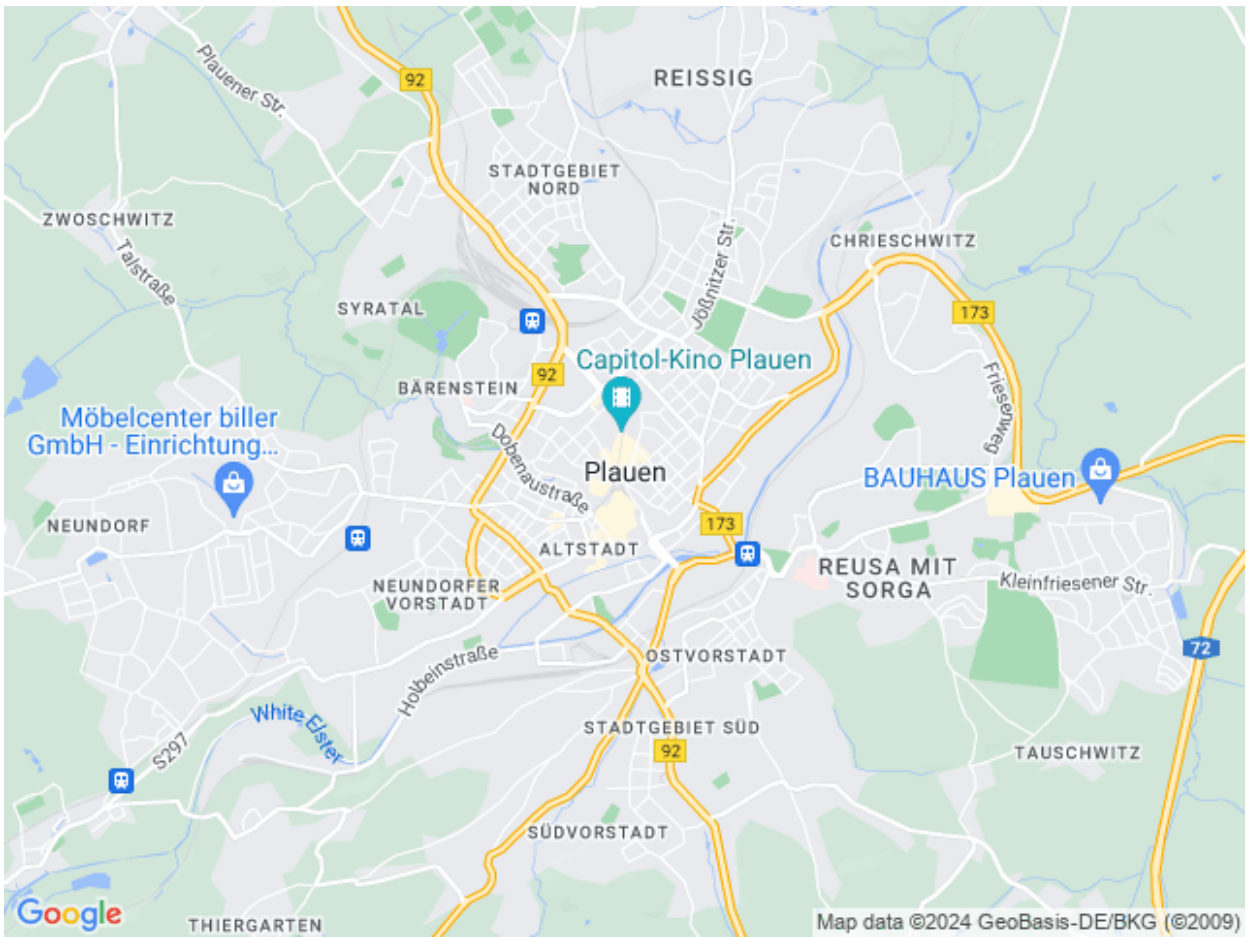 REISSIG
92
Plauener Str.
STADTGEBIET
NORD
ZWOSCHWITZ
Talstraße
Jößnitzer Str.
CHRIESCHWITZ
SYRATAL
173
Capitol-Kino Plauen
92
BÄRENSTEIN
Friesenweg
Möbelcenter biller
GmbH - Einrichtung...
Dobenaustraße
Plauen
BAUHAUS Plauen
NEUNDORF
173
ALTSTADT
REUSA MIT
SORGA
Kleinfriesener Str.
NEUNDORFER
VORSTADT
72
OSTVORSTADT
Holbeinstraße
White Elster
STADTGEBIET SÜD
S297
92
TAUSCHWITZ
SÜDVORSTADT
Google
THIERGARTEN
Map data ©2024 GeoBasis-DE/BKG (©2009)